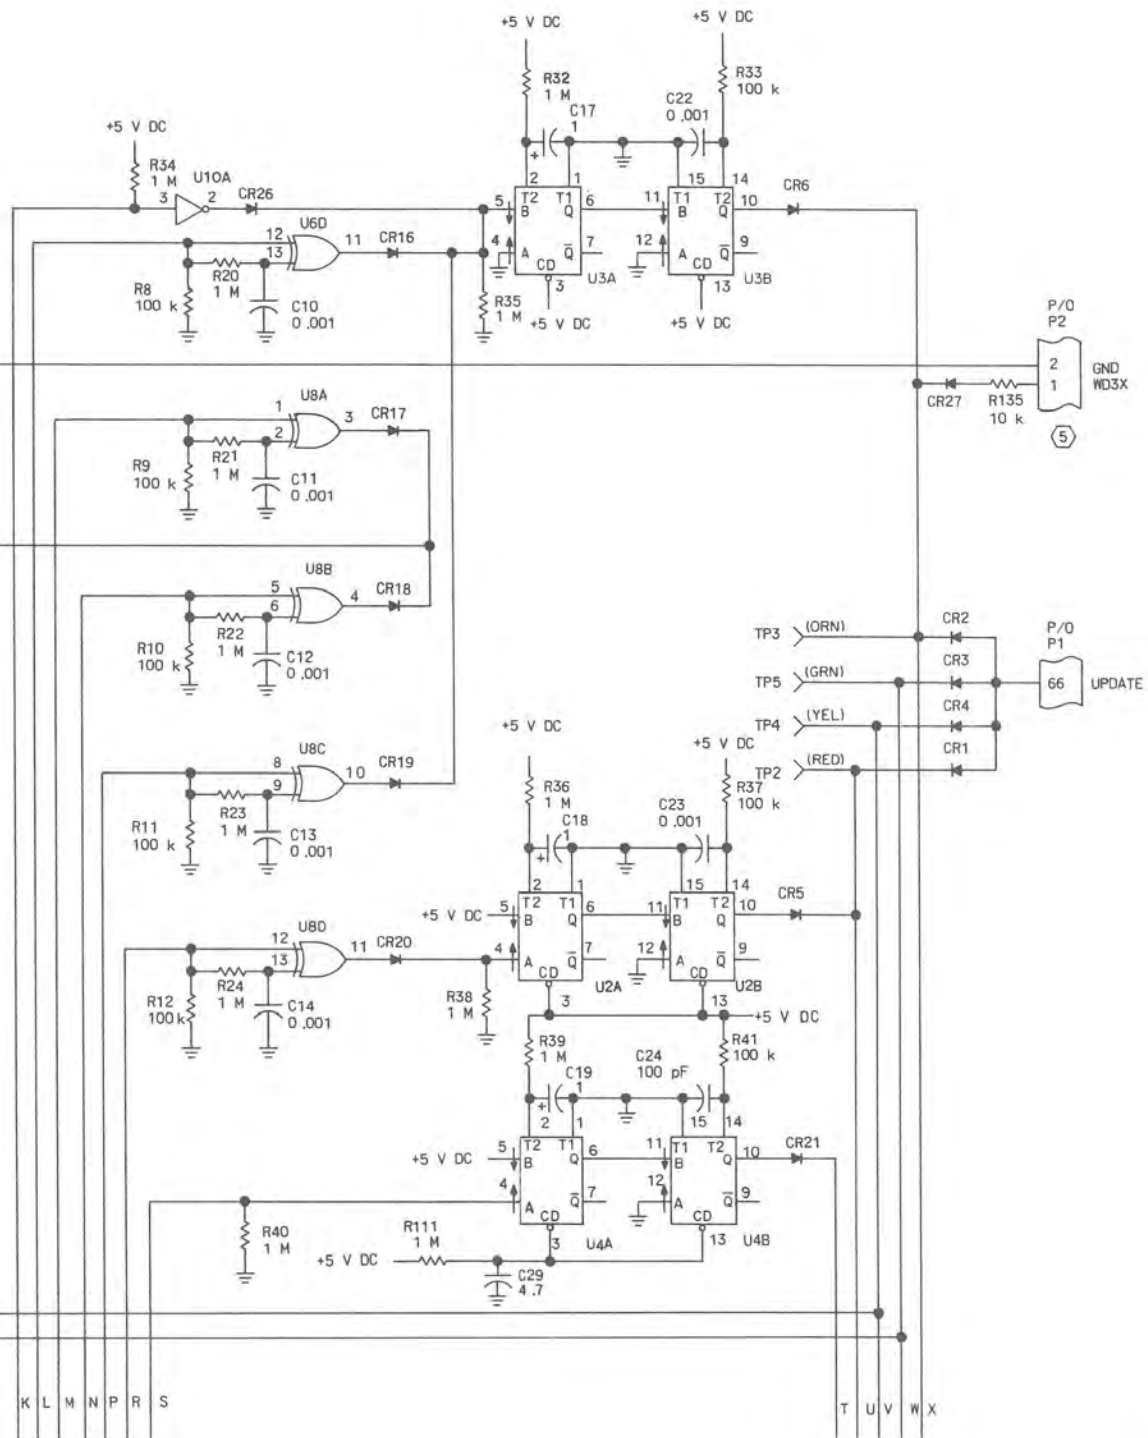 +5 V DC
+5 V DC
R32
1 M
R33
100 k
C17
1
+
C22
0.001
+5 V DC
R34
1 M
U10A
3
2
CR26
2
1
15
14
5
T2
T1
B
Q
6
11
T1
T2
B
Q
10
CR6
U6D
12
13
11
CR16
4
A
Q
7
12
A
Q
9
CD
CD
3
U3A
13
U3B
R20
1 M
R8
100 k
C10
0.001
R35
1 M
+5 V DC
+5 V DC
P/O
P2
2
GND
1
WD3X
CR27
R135
10 k
5
U8A
1
2
3
CR17
R21
1 M
R9
100 k
C11
0.001
U8B
5
6
4
CR18
R22
1 M
R10
100 k
C12
0.001
TP3
(ORN)
CR2
P/O
P1
TP5
(GRN)
CR3
66
UPDATE
TP4
(YEL)
CR4
TP2
(RED)
CR1
+5 V DC
+5 V DC
U8C
8
9
10
CR19
R23
1 M
R11
100 k
C13
0.001
R36
1 M
C18
1
+
C23
0.001
R37
100 k
2
1
15
14
+5 V DC
5
T2
T1
B
Q
6
11
T1
T2
B
Q
10
CR5
U8D
12
13
11
CR20
4
A
Q
7
12
A
Q
9
CD
CD
3
U2A
13
U2B
R24
1 M
R12
100 k
C14
0.001
R38
1 M
+5 V DC
R39
1 M
C19
1
+
C24
100 pF
R41
100 k
2
1
15
14
+5 V DC
5
T2
T1
B
Q
6
11
T1
T2
B
Q
10
CR21
4
A
Q
7
12
A
Q
9
CD
CD
3
U4A
13
U4B
R40
1 M
R111
1 M
+5 V DC
C29
4.7
K L M N P R S
T U V W X